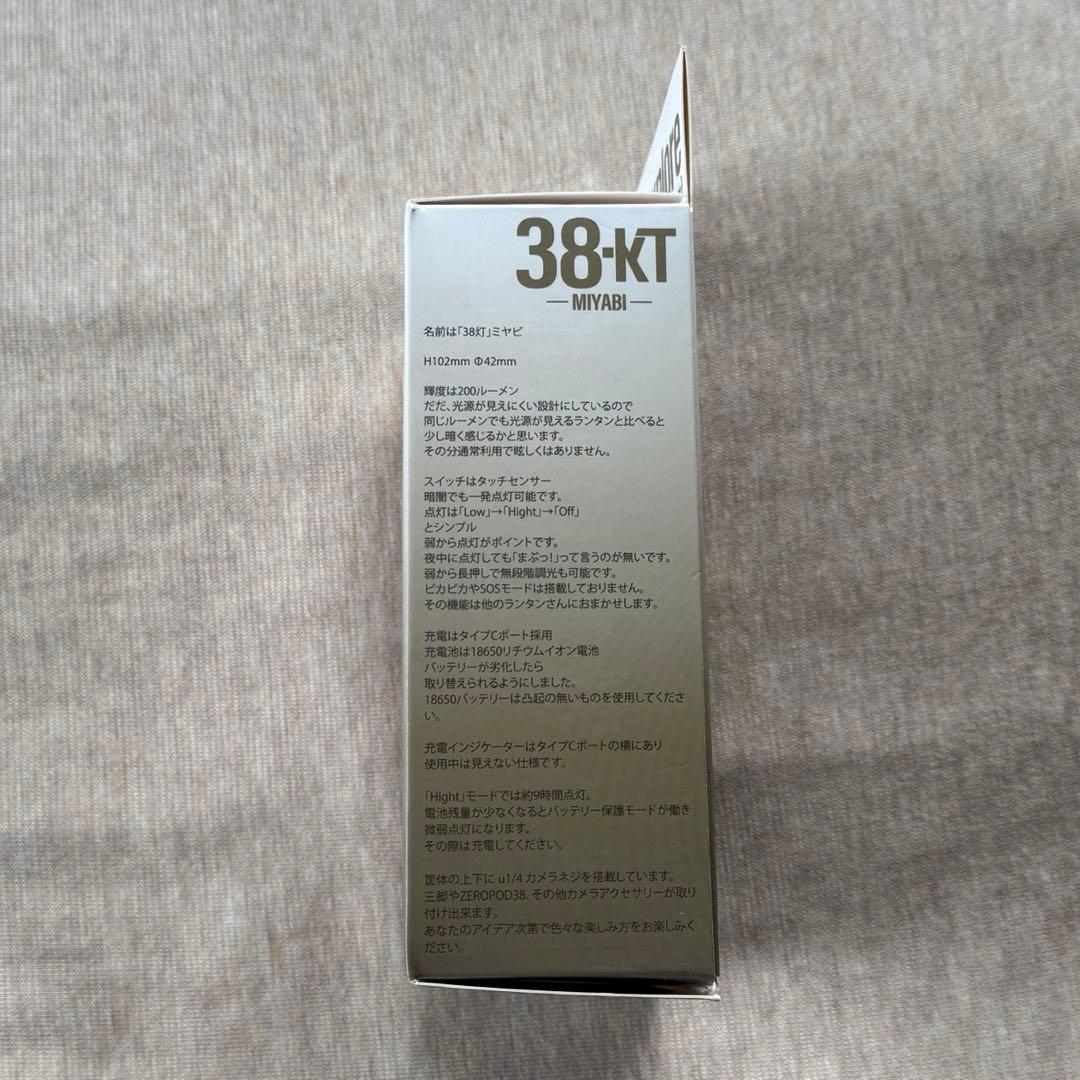 plore
38-KT
MIYABI
名前は「38灯」ミヤビ
H102mm Φ42mm
輝度は200ルーメン
だだ、光源が見えにくい設計にしているので
同じルーメンでも光源が見えるランタンと比べると
少し暗く感じるかと思います。
その分通常利用で眩しくはありません。
スイッチはタッチセンサー
暗闇でも一発点灯可能です。
点灯は「Low」→「Hight」→「Off」
とシンプル
弱から点灯がポイントです。
夜中に点灯しても「まぶっ!」って言うのが無いです。
弱から長押しで無段階調光も可能です。
ピカピカやSOSモードは搭載しておりません。
その機能は他のランタンさんにおまかせします。
充電はタイプCポート採用
充電池は18650リチウムイオン電池
バッテリーが劣化したら
取り替えられるようにしました。
18650バッテリーは凸起の無いものを使用してくださ
い。
充電インジケーターはタイプCポートの横にあり
使用中は見えない仕様です。
「Hight」モードでは約9時間点灯。
電池残量が少なくなるとバッテリー保護モードが働き
微弱点灯になります。
その際は充電してください。
筐体の上下に u1/4 カメラネジを搭載しています。
三脚やZEROPOD38、その他カメラアクセサリーが取り
付け出来ます。
あなたのアイデア次第で色々な楽しみ方をお楽しみく
ださい。